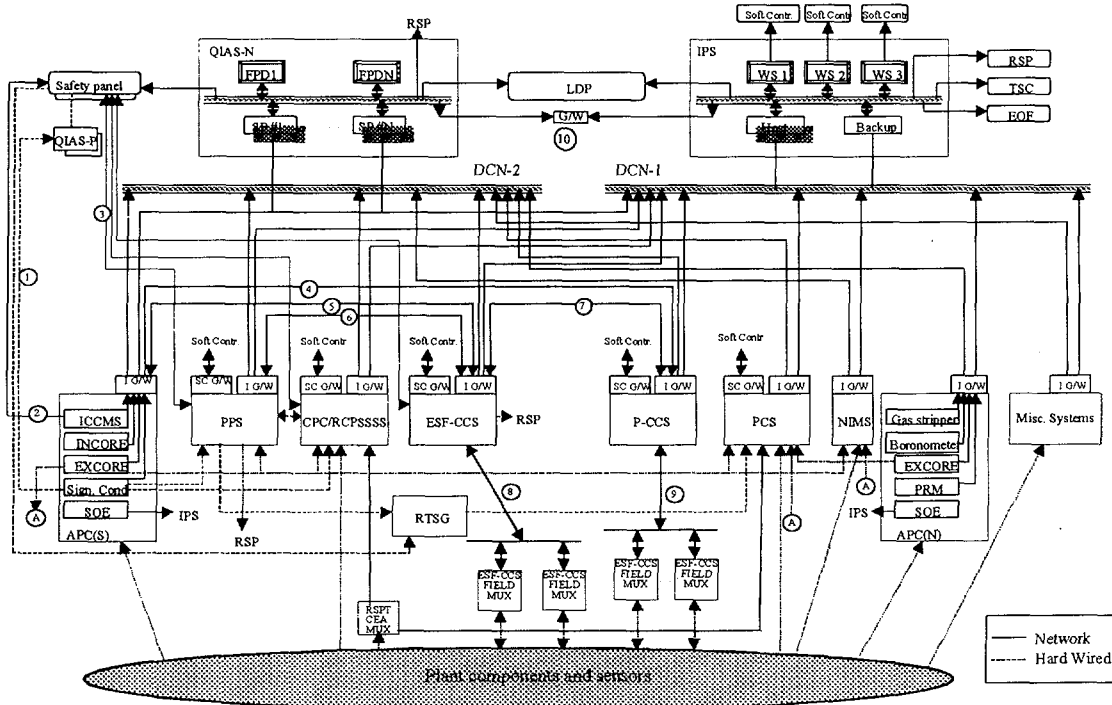 Soft Contr.
Soft Contr
Soft Contr
RSP
QIAS-N
IPS
FPD1
FPDN
WS 1
WS 2
WS 3
RSP
TSC
EOF
Safety panel
LDP
G/W
10
QIAS-P
Backup
DCN-2
DCN-1
3
1
4
5
6
7
Soft Contr.
Soft Contr
Soft Contr
Soft Contr
Soft Contr
I G/W
SC G/W
I G/W
SC G/W
I G/W
SC G/W
I G/W
SC G/W
I G/W
SC G/W
I G/W
I G/W
I G/W
I G/W
2
ICCMS
INCORE
EXCORE
Sign. Cond
SOE
APC(S)
A
IPS
PPS
CPC/RCPSSSS
ESF-CCS
RSP
P-CCS
PCS
NIMS
Gas stripper
Boronometer
EXCORE
PRM
SOE
APC(N)
IPS
Misc. Systems
A
A
RSP
RTSG
8
9
ESF-CCS
FIELD
MUX
ESF-CCS
FIELD
MUX
ESF-CCS
FIELD
MUX
ESF-CCS
FIELD
MUX
RSPT
CEA
MUX
Plant components and sensors
Network
Hard Wired